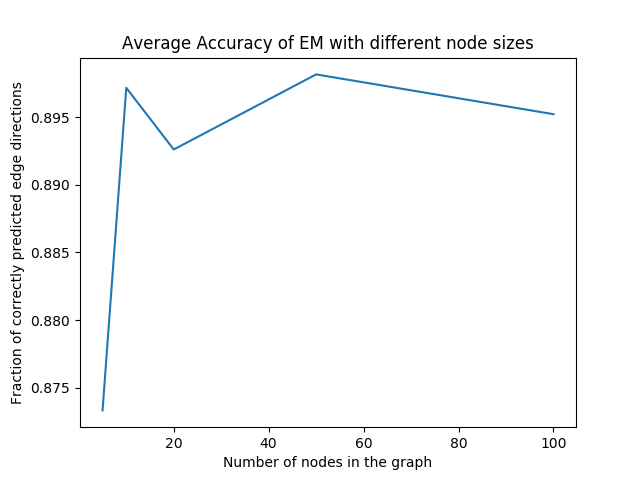 Average Accuracy of EM with different node sizes
Fraction of correctly predicted edge directions
0.895
0.890
0.885
0.880
0.875
20 40 60 80 100
Number of nodes in the graph